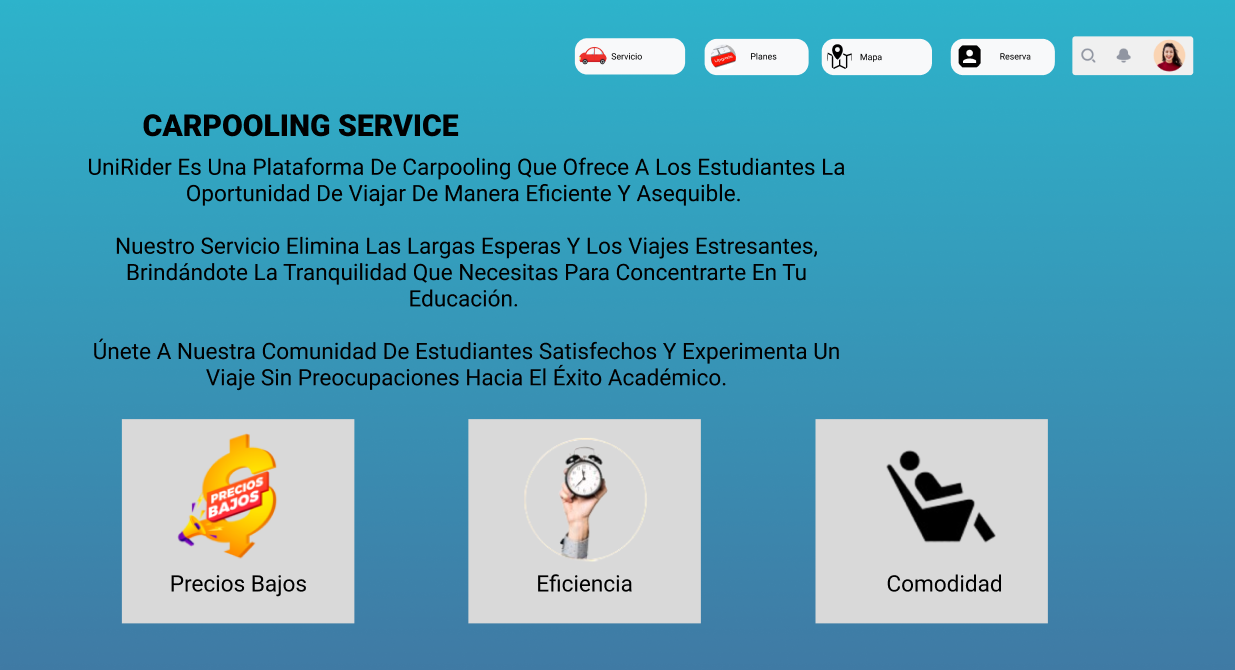 Servicio
Upgrade
Planes
Mapa
Reserva
CARPOOLING SERVICE
UniRider Es Una Plataforma De Carpooling Que Ofrece A Los Estudiantes La
Oportunidad De Viajar De Manera Eficiente Y Asequible.
Nuestro Servicio Elimina Las Largas Esperas Y Los Viajes Estresantes,
Brindándote La Tranquilidad Que Necesitas Para Concentrarte En Tu
Educación.
Únete A Nuestra Comunidad De Estudiantes Satisfechos Y Experimenta Un
Viaje Sin Preocupaciones Hacia El Éxito Académico.
PRECIOS
BAJOS
Precios Bajos
Eficiencia
Comodidad